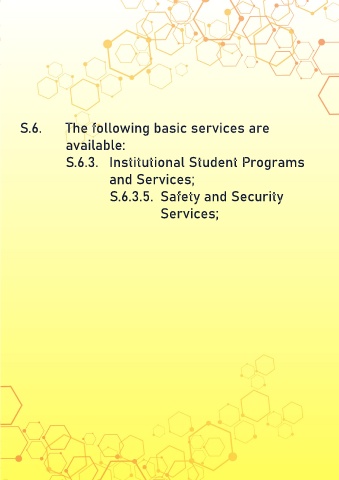 S.6. The following basic services are
available:
S.6.3. Institutional Student Programs
and Services;
S.6.3.5. Safety and Security
Services;